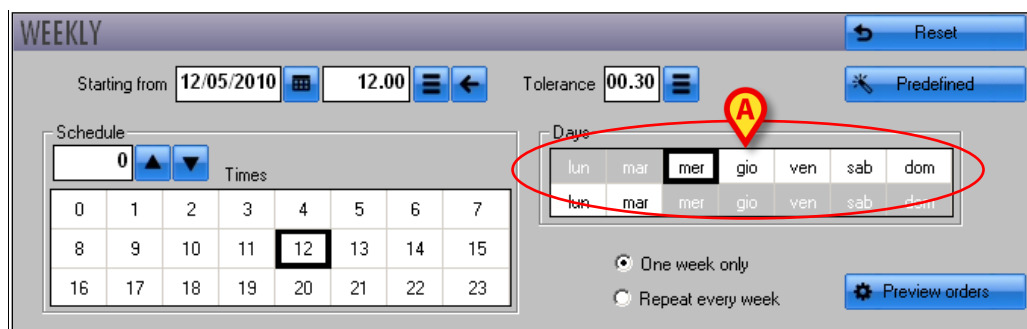 WEEKLY
Reset
Starting from 12/05/2010 12.00 Tolerance 00.30 Predefined
A
Schedule Days
0 Times
lun mar mer gio ven sab dom
lun mar mer gio ven sab dom
0 1 2 3 4 5 6 7
8 9 10 11 12 13 14 15
16 17 18 19 20 21 22 23
One week only
Repeat every week
Preview orders